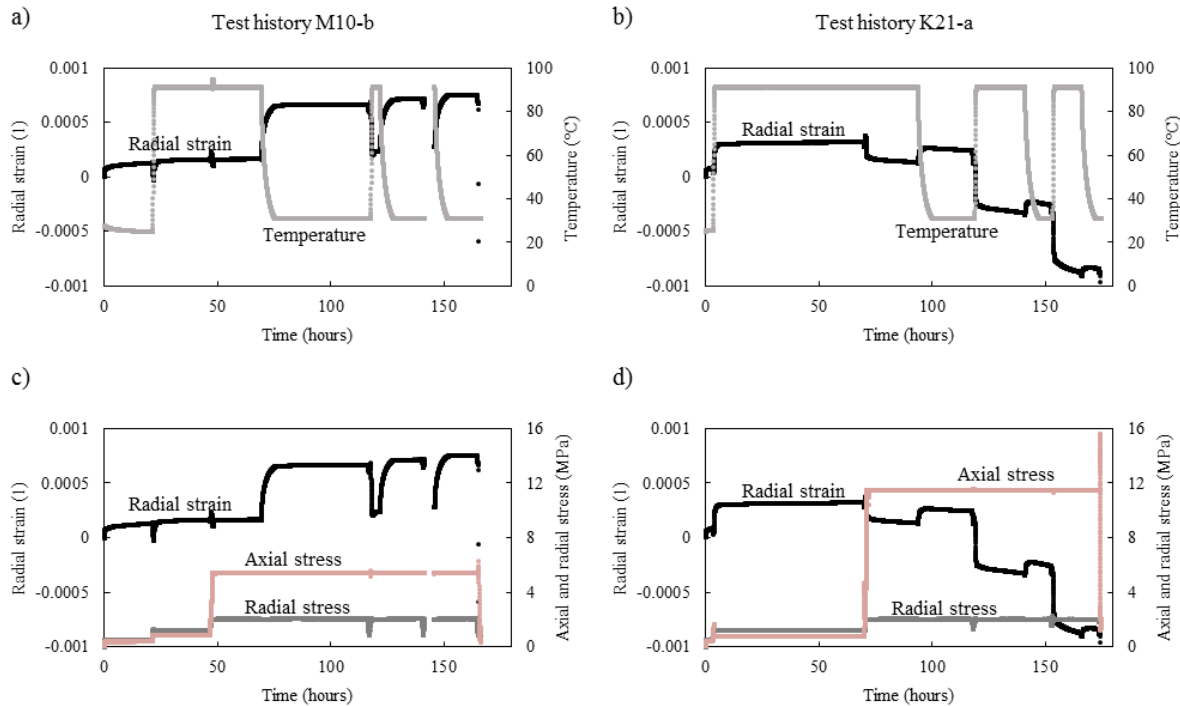 a)
Test history M10-b
0.001
0.0005
0
-0.0005
-0.001
Radial strain (1)
100
80
60
40
20
0
Temperature (°C)
Radial strain
Temperature
0
50
100
150
Time (hours)
b)
Test history K21-a
0.001
0.0005
0
-0.0005
-0.001
Radial strain (1)
100
80
60
40
20
0
Temperature (°C)
Radial strain
Temperature
0
50
100
150
Time (hours)
c)
0.001
0.0005
0
-0.0005
-0.001
Radial strain (1)
16
12
8
4
0
Axial and radial stress (MPa)
Radial strain
Axial stress
Radial stress
0
50
100
150
Time (hours)
d)
0.001
0.0005
0
-0.0005
-0.001
Radial strain (1)
16
12
8
4
0
Axial and radial stress (MPa)
Axial stress
Radial strain
Radial stress
0
50
100
150
Time (hours)